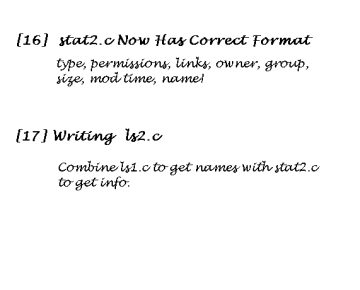 [16] stat2.c Now Has Correct Format
type, permissions, links, owner, group,
size, mod time, name!
[17] Writing ls2.c
Combine ls1.c to get names with stat2.c
to get info.